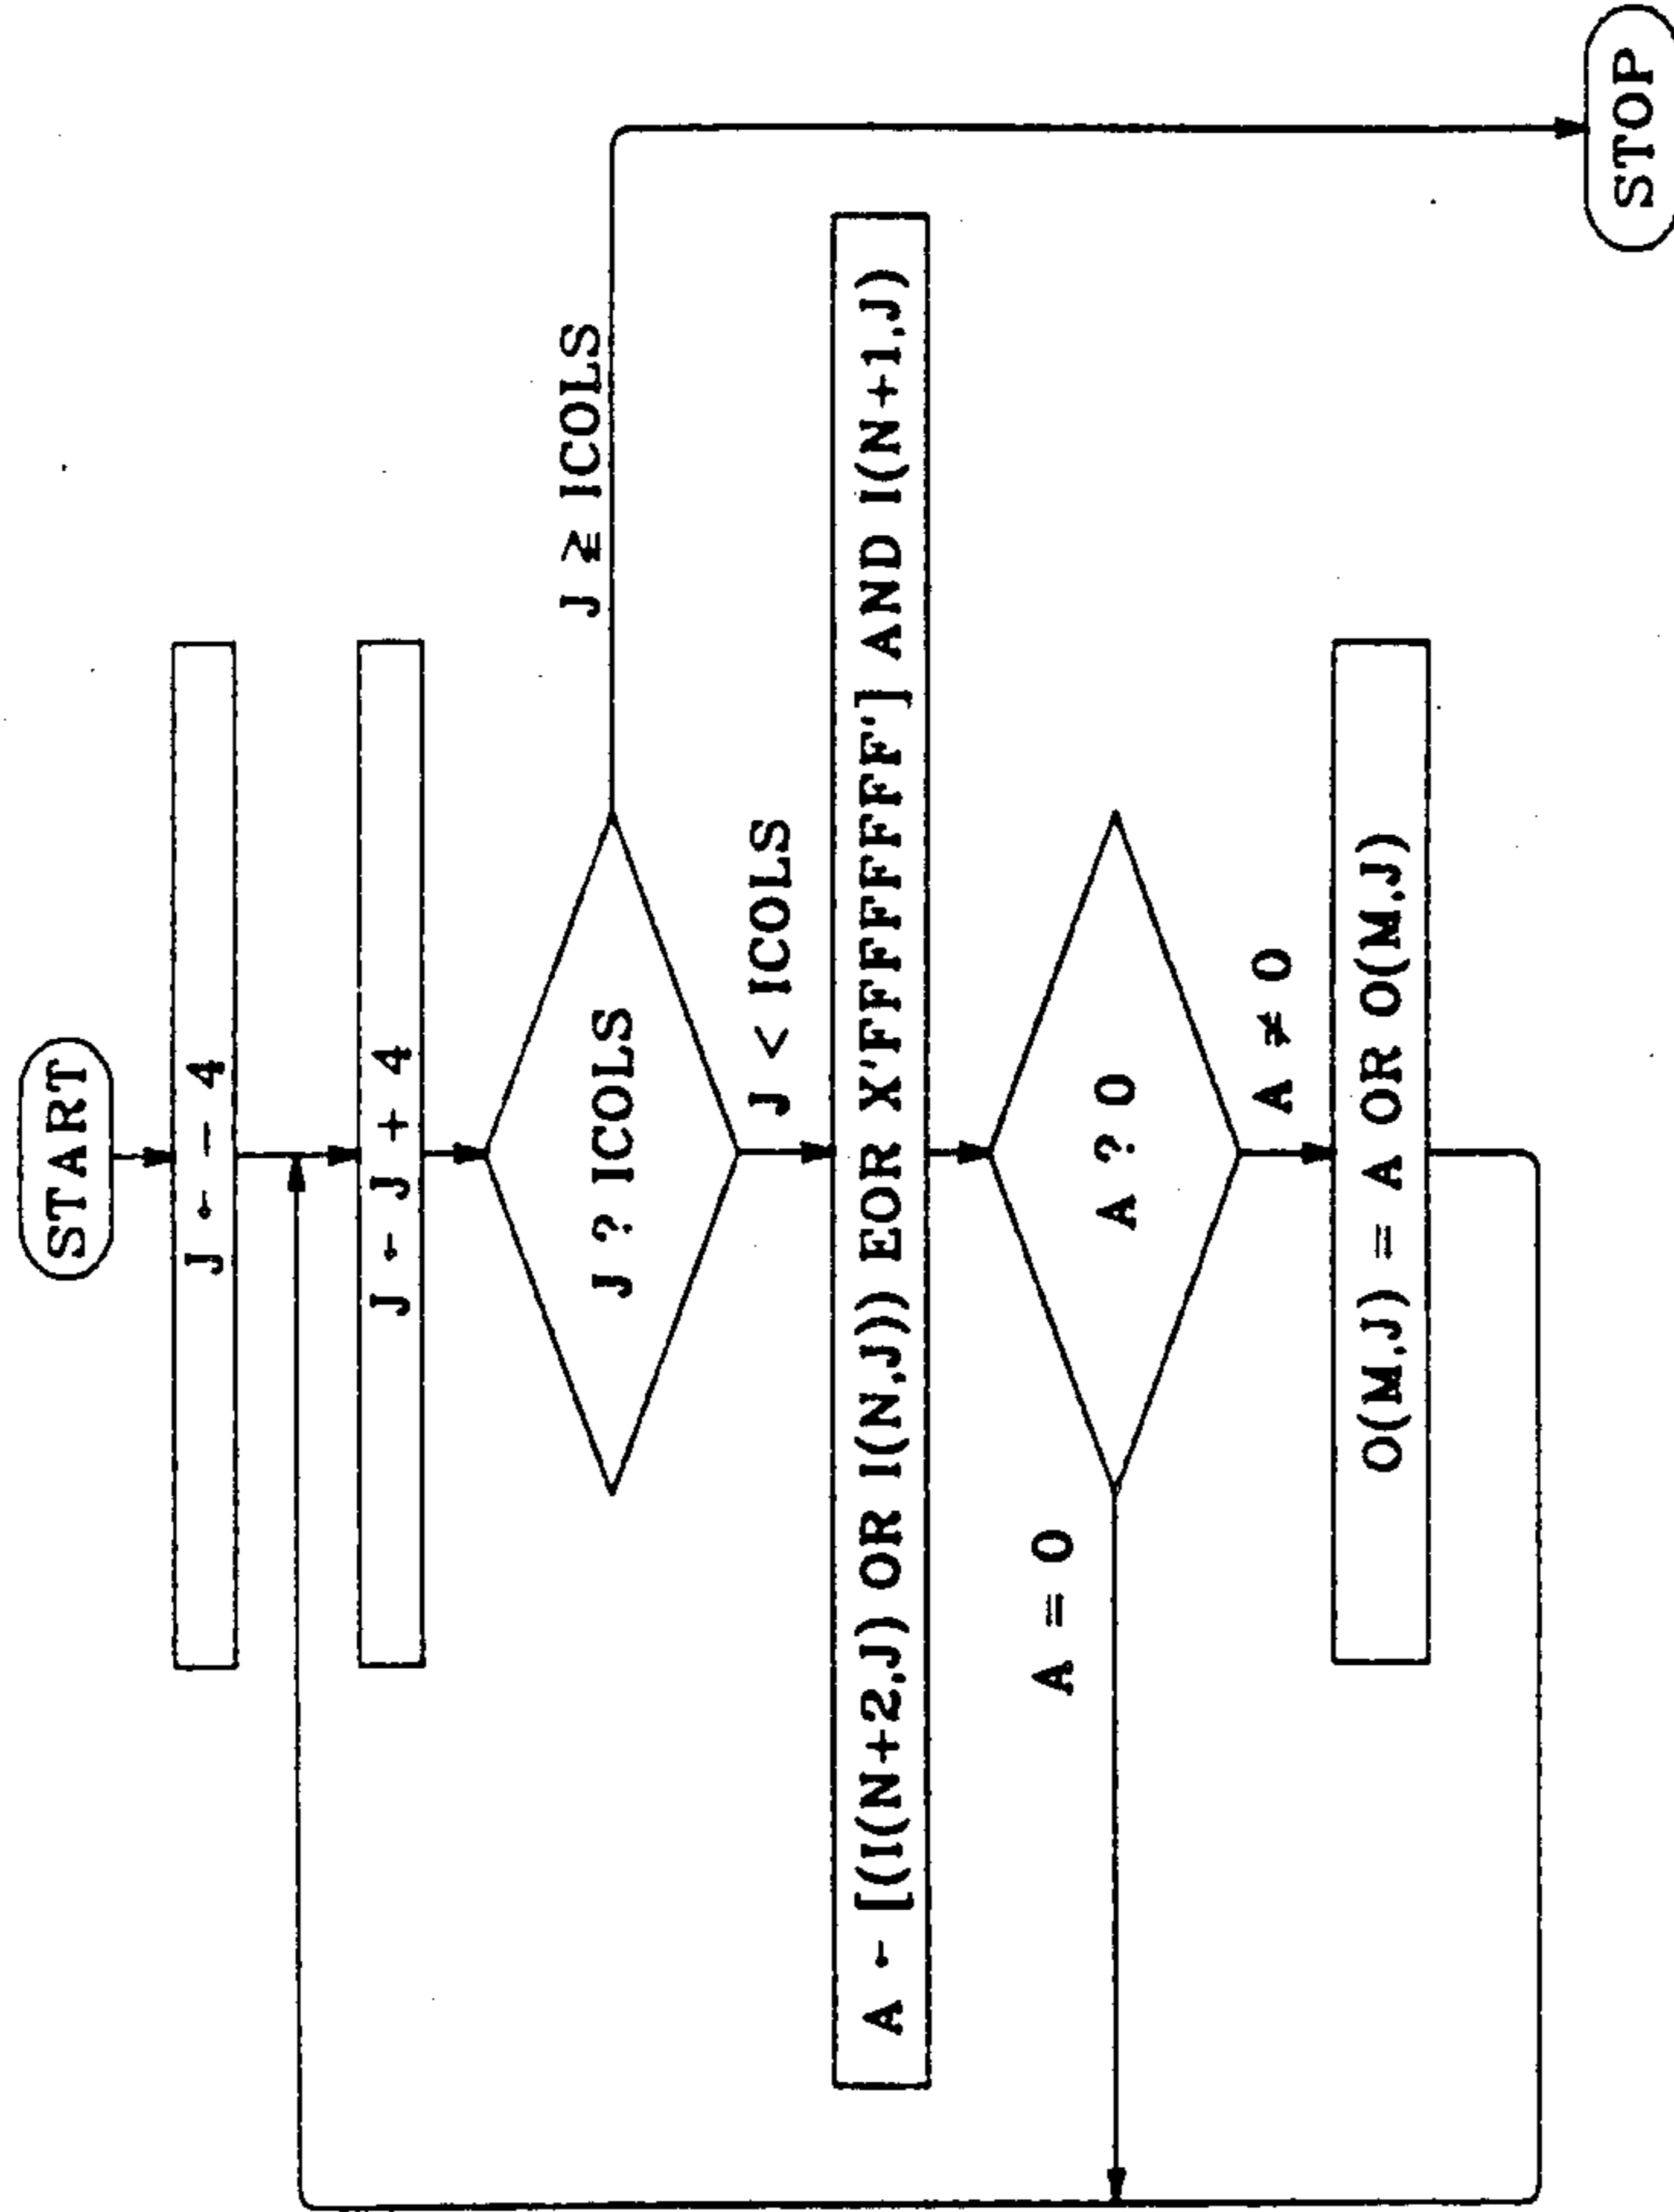 START
J ← - 4
J ← J + 4
J ? ICOLS
J ≥ ICOLS
J < ICOLS
A ← [(I(N+2,J) OR I(N,J)) EOR X'FFFFFFFF'] AND I(N+1,J)
A ? 0
A = 0
A ≠ 0
O(M,J) = A OR O(M,J)
STOP